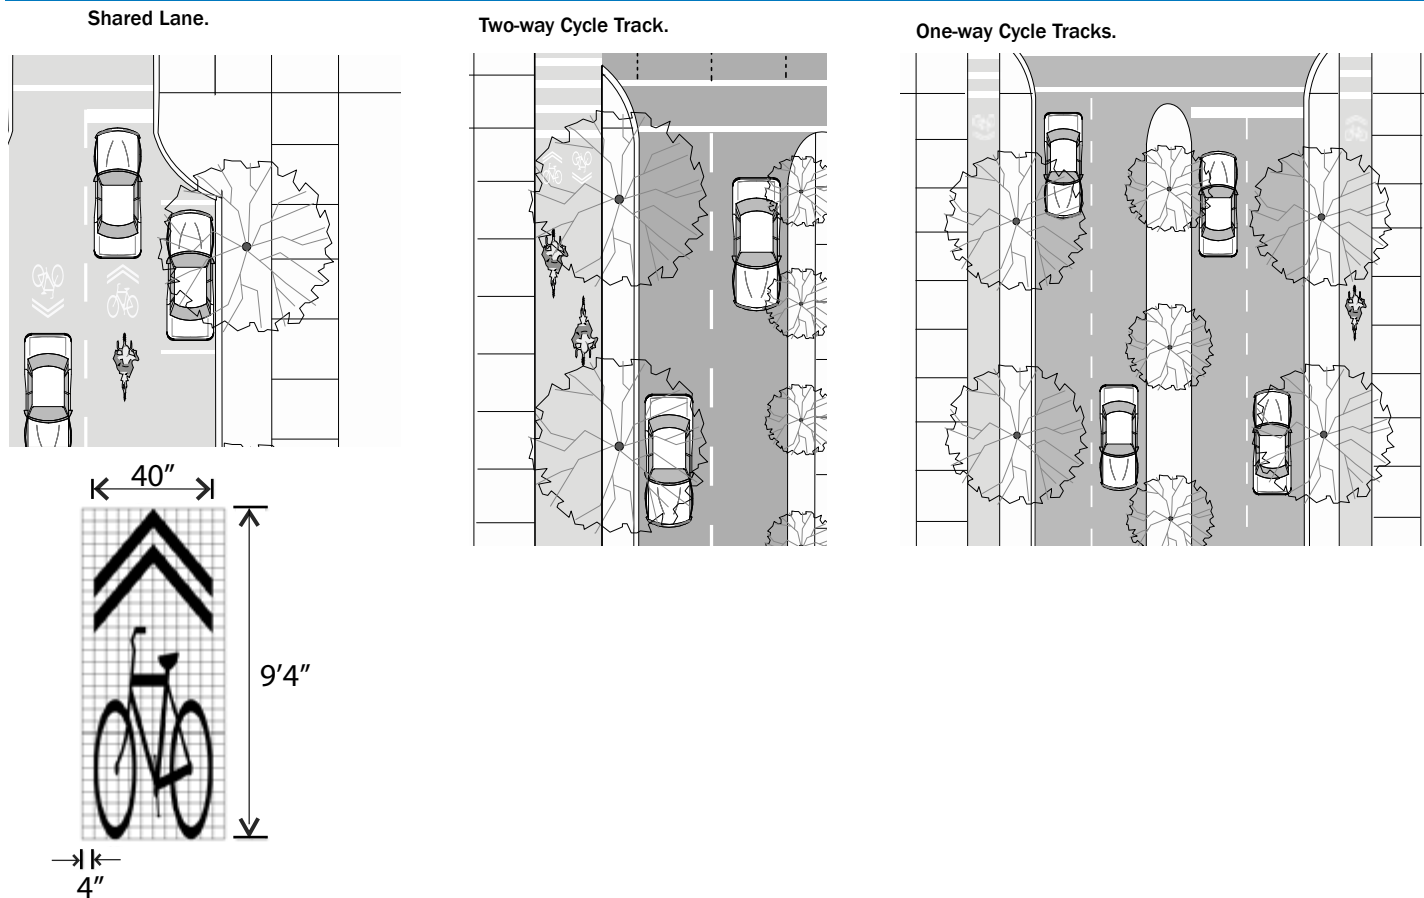 Shared Lane.
Two-way Cycle Track.
One-way Cycle Tracks.
40”
9’4”
4”